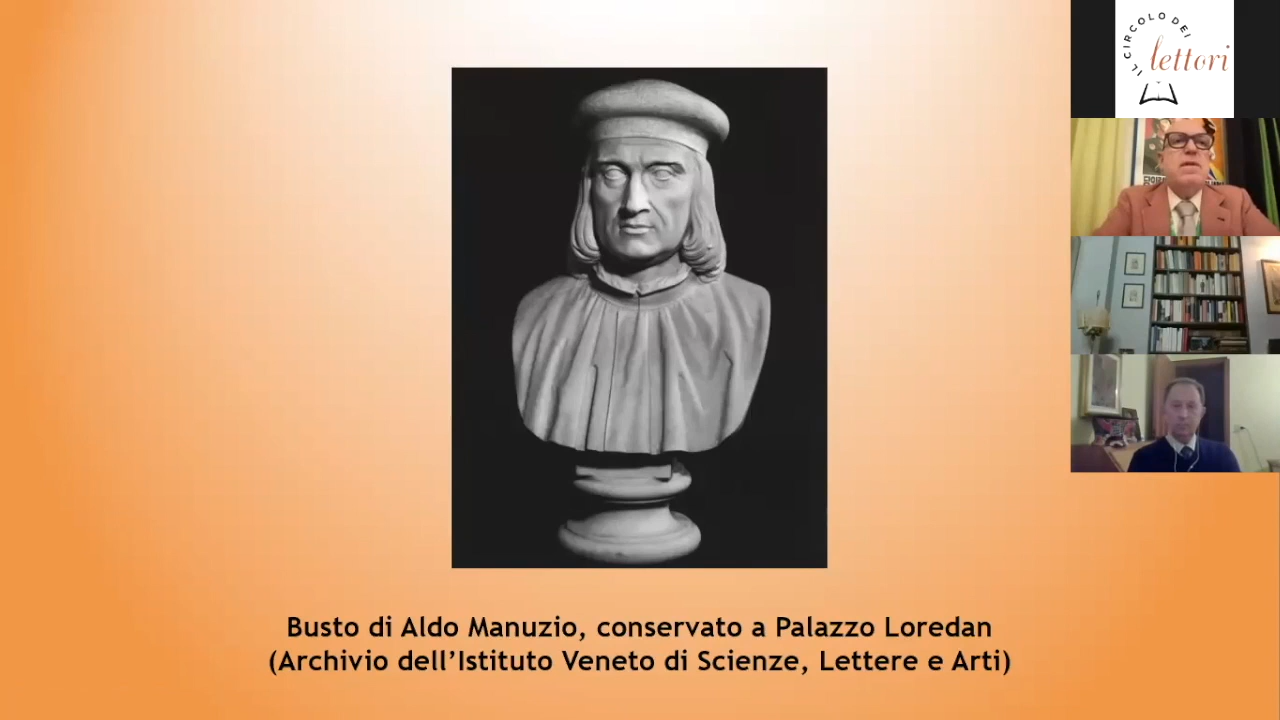 IL CIRCOLO DEI
lettori
Busto di Aldo Manuzio, conservato a Palazzo Loredan
(Archivio dell’Istituto Veneto di Scienze, Lettere e Arti)